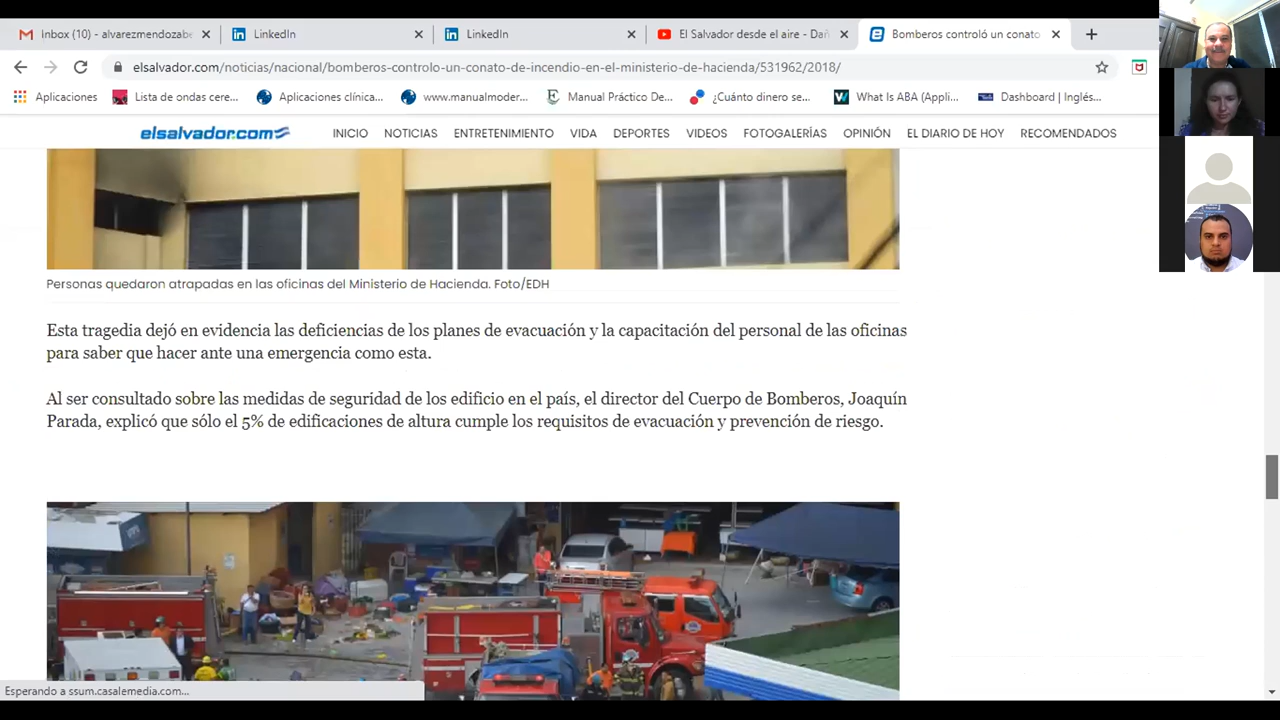 Inbox (10) - alvarezmendozabe
LinkedIn
LinkedIn
El Salvador desde el aire - Dañ
Bomberos controló un conato
elsalvador.com/noticias/nacional/bomberos-controlo-un-conato-de-incendio-en-el-ministerio-de-hacienda/531962/2018/
Aplicaciones
Lista de ondas cere...
Aplicaciones clínica...
www.manualmoder...
Manual Práctico De...
¿Cuánto dinero se...
What Is ABA (Appli...
Dashboard | Inglés...
elsalvador.com
INICIO
NOTICIAS
ENTRETENIMIENTO
VIDA
DEPORTES
VIDEOS
FOTOGALERÍAS
OPINIÓN
EL DIARIO DE HOY
RECOMENDADOS
Personas quedaron atrapadas en las oficinas del Ministerio de Hacienda. Foto/EDH
Esta tragedia dejó en evidencia las deficiencias de los planes de evacuación y la capacitación del personal de las oficinas
para saber que hacer ante una emergencia como esta.
Al ser consultado sobre las medidas de seguridad de los edificio en el país, el director del Cuerpo de Bomberos, Joaquín
Parada, explicó que sólo el 5% de edificaciones de altura cumple los requisitos de evacuación y prevención de riesgo.
Esperando a ssum.casalemedia.com...